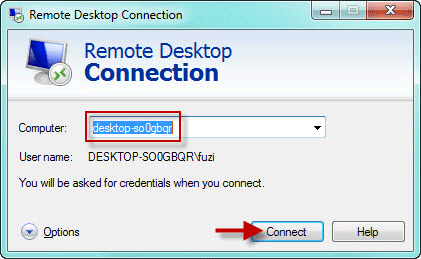 Remote Desktop Connection
Remote Desktop
Connection
Computer: desktop-so0gbqr
User name: DESKTOP-SO0GBQR\fuzi
You will be asked for credentials when you connect.
Options Connect Help